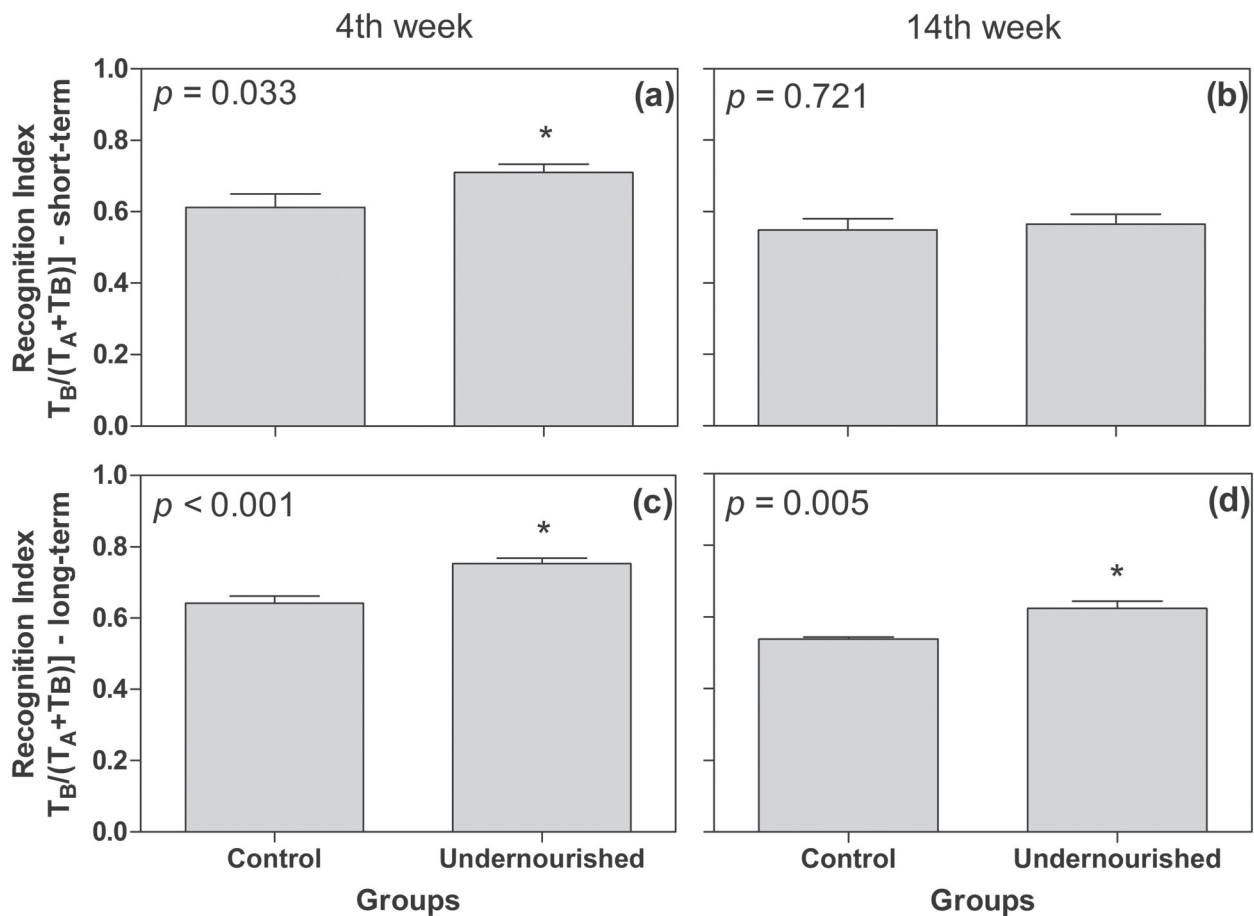 4th week
14th week
Recognition Index
T_B/(T_A+TB)] - short-term
1.0
0.8
0.6
0.4
0.2
0.0
p = 0.033
(a)
*
p = 0.721
(b)
Recognition Index
T_B/(T_A+TB)] - long-term
1.0
0.8
0.6
0.4
0.2
0.0
p < 0.001
(c)
*
p = 0.005
(d)
*
Control
Undernourished
Control
Undernourished
Groups
Groups